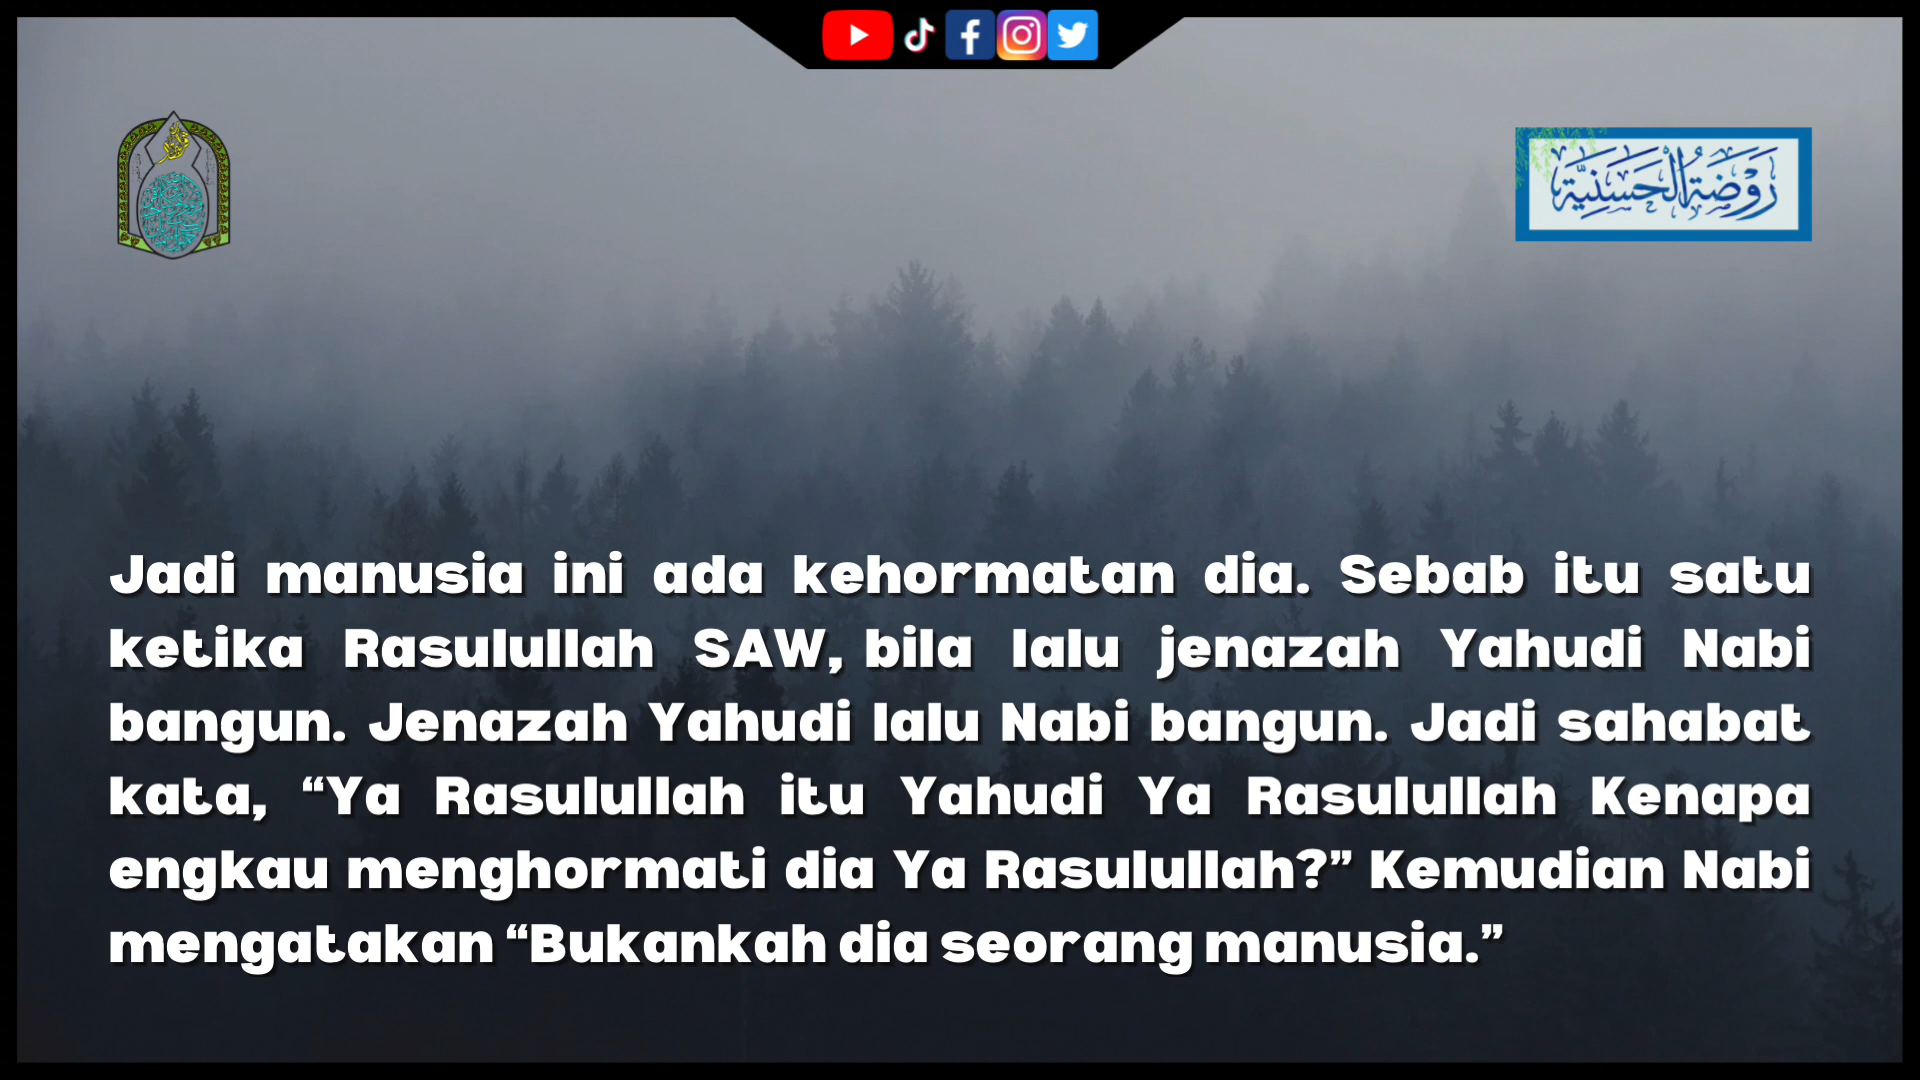 رَوْضَةُ الْحَسَنِيَّة
Jadi manusia ini ada kehormatan dia. Sebab itu satu
ketika Rasulullah SAW, bila lalu jenazah Yahudi Nabi
bangun. Jenazah Yahudi lalu Nabi bangun. Jadi sahabat
kata, “Ya Rasulullah itu Yahudi Ya Rasulullah Kenapa
engkau menghormati dia Ya Rasulullah?” Kemudian Nabi
mengatakan “Bukankah dia seorang manusia.”